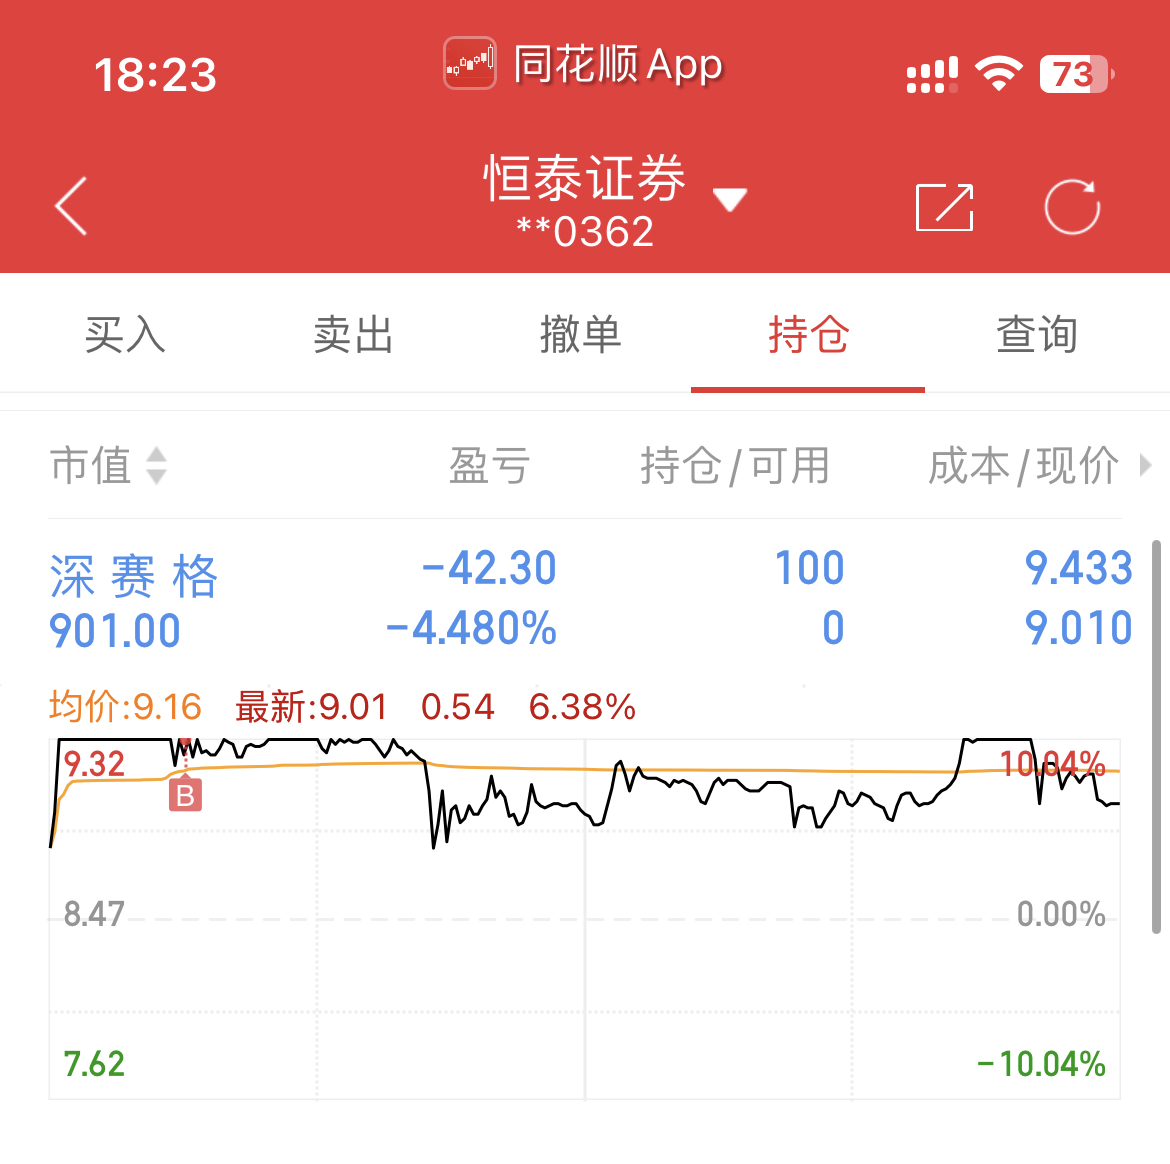 18:23
同花顺App
73
恒泰证券
**0362
买入 卖出 撤单 持仓 查询
市值 盈亏 持仓/可用 成本/现价
深赛格 -42.30 100 9.433
901.00 -4.480% 0 9.010
均价:9.16 最新:9.01 0.54 6.38%
9.32 10.04%
B
8.47 0.00%
7.62 -10.04%